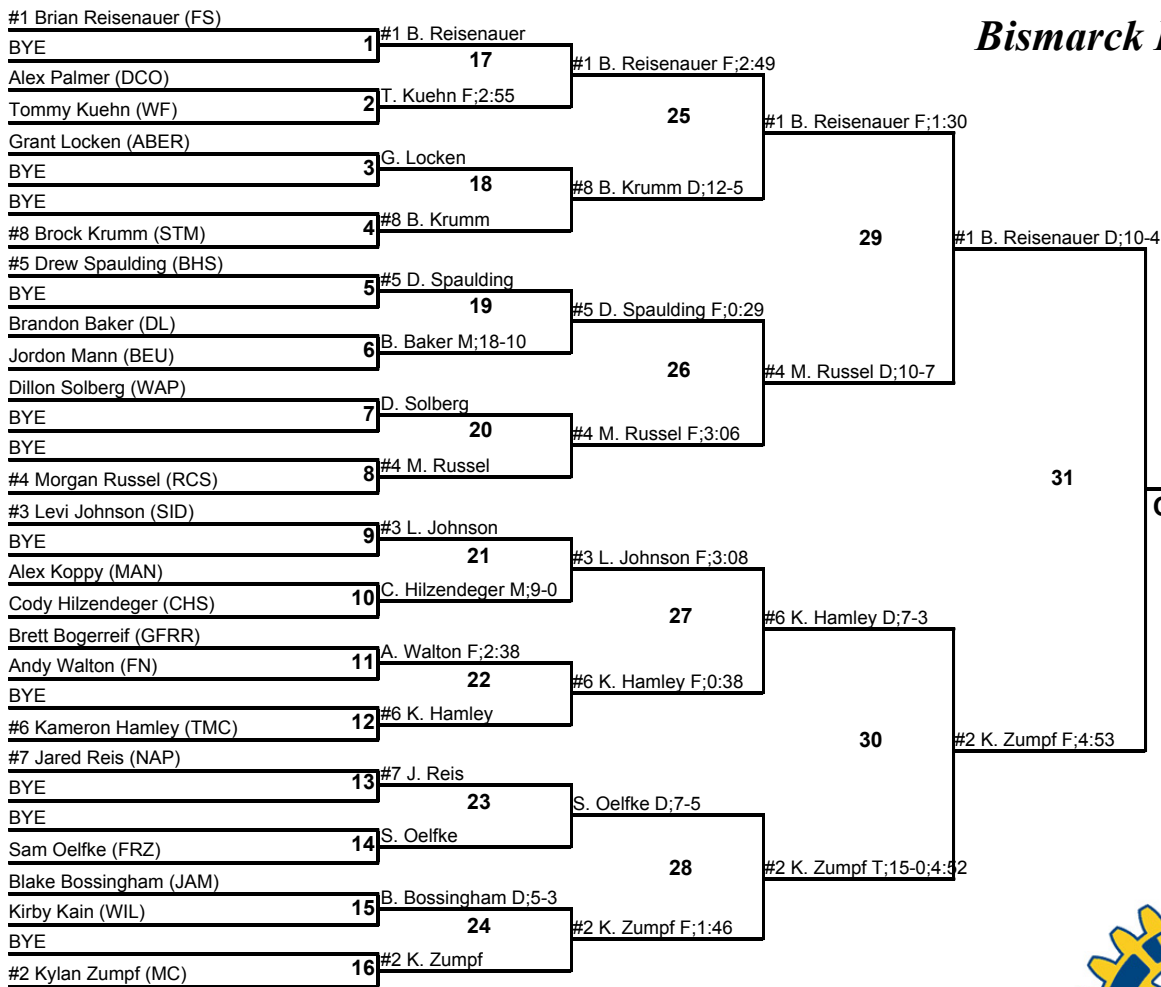 Bismarck
#1 Brian Reisenauer (FS)
BYE
1
Alex Palmer (DCO)
Tommy Kuehn (WF)
2
Grant Locken (ABER)
BYE
3
BYE
#8 Brock Krumm (STM)
4
#5 Drew Spaulding (BHS)
BYE
5
Brandon Baker (DL)
Jordon Mann (BEU)
6
Dillon Solberg (WAP)
BYE
7
BYE
#4 Morgan Russel (RCS)
8
#3 Levi Johnson (SID)
BYE
9
Alex Koppy (MAN)
Cody Hilzendeger (CHS)
10
Brett Bogerreif (GFRR)
Andy Walton (FN)
11
BYE
#6 Kameron Hamley (TMC)
12
#7 Jared Reis (NAP)
BYE
13
BYE
Sam Oelfke (FRZ)
14
Blake Bossingham (JAM)
Kirby Kain (WIL)
15
BYE
#2 Kylan Zumpf (MC)
16
#1 B. Reisenauer
17
T. Kuehn F;2:55
G. Locken
18
#8 B. Krumm
#5 D. Spaulding
19
B. Baker M;18-10
D. Solberg
20
#4 M. Russel
#3 L. Johnson
21
C. Hilzendeger M;9-0
A. Walton F;2:38
22
#6 K. Hamley
#7 J. Reis
23
S. Oelfke
B. Bossingham D;5-3
24
#2 K. Zumpf
#1 B. Reisenauer F;2:49
25
#8 B. Krumm D;12-5
#5 D. Spaulding F;0:29
26
#4 M. Russel F;3:06
#3 L. Johnson F;3:08
27
#6 K. Hamley F;0:38
S. Oelfke D;7-5
28
#2 K. Zumpf F;1:46
#1 B. Reisenauer F;1:30
29
#4 M. Russel D;10-7
#6 K. Hamley D;7-3
30
#2 K. Zumpf T;15-0;4:52
#1 B. Reisenauer D;10-4
31
#2 K. Zumpf F;4:53